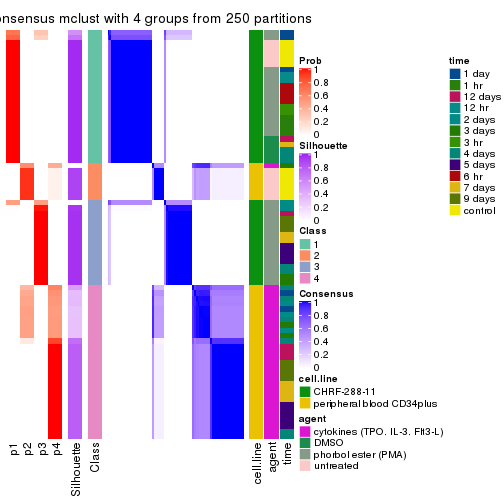 onsensus mclust with 4 groups from 250 partitions
Prob
1
0.8
0.6
0.4
0.2
0
Silhouette
1
0.8
0.6
0.4
0.2
0
Class
1
2
3
4
Consensus
1
0.8
0.6
0.4
0.2
0
cell.line
CHRF-288-11
peripheral blood CD34plus
agent
cytokines (TPO, IL-3, Flt3-L)
DMSO
phorbol ester (PMA)
untreated
time
1 day
1 hr
12 days
12 hr
2 days
3 days
3 hr
4 days
5 days
6 hr
7 days
9 days
control
p1
p2
p3
p4
Silhouette
Class
cell.line
agent
time